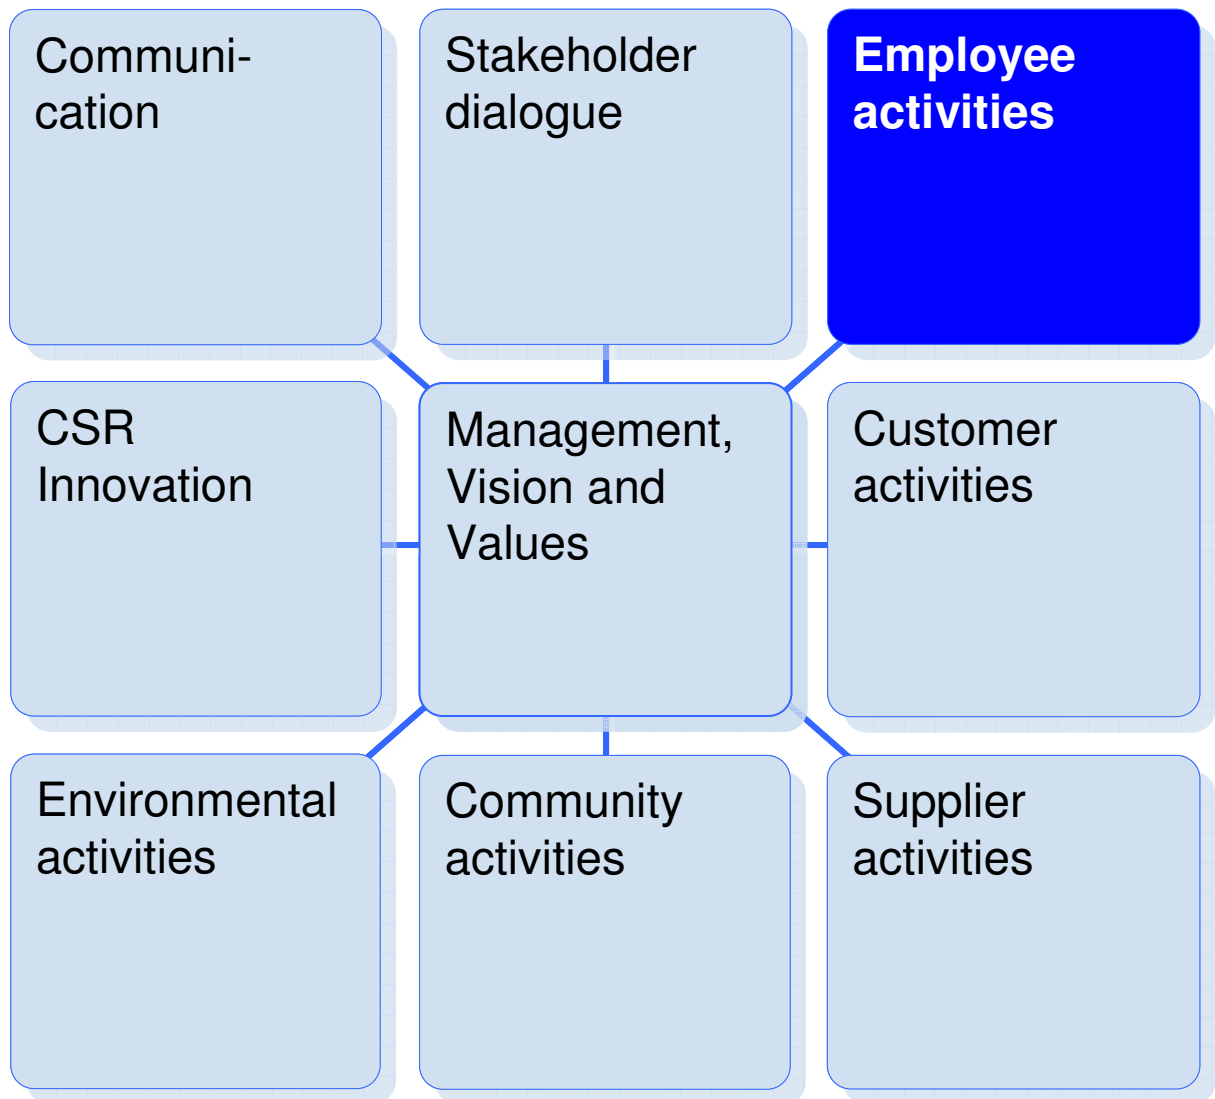 Communi-
cation
Stakeholder
dialogue
Employee
activities
CSR
Innovation
Management,
Vision and
Values
Customer
activities
Environmental
activities
Community
activities
Supplier
activities